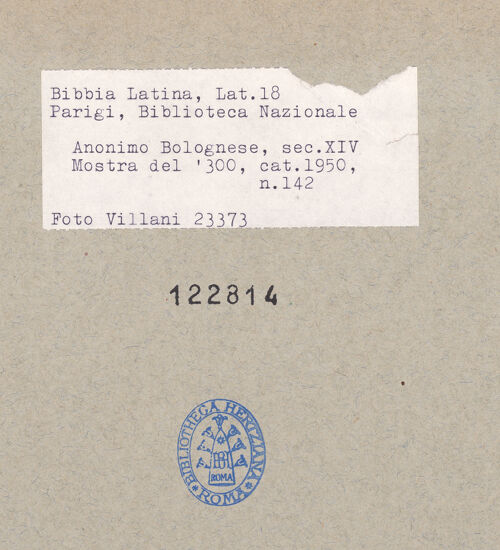 Bibbia Latina, Lat.18
Parigi, Biblioteca Nazionale
Anonimo Bolognese, sec.XIV
Mostra del '300, cat.1950,
n.142
Foto Villani 23373
122814
BIBLIOTHECA HERTZIANA
ROMA
ROMA